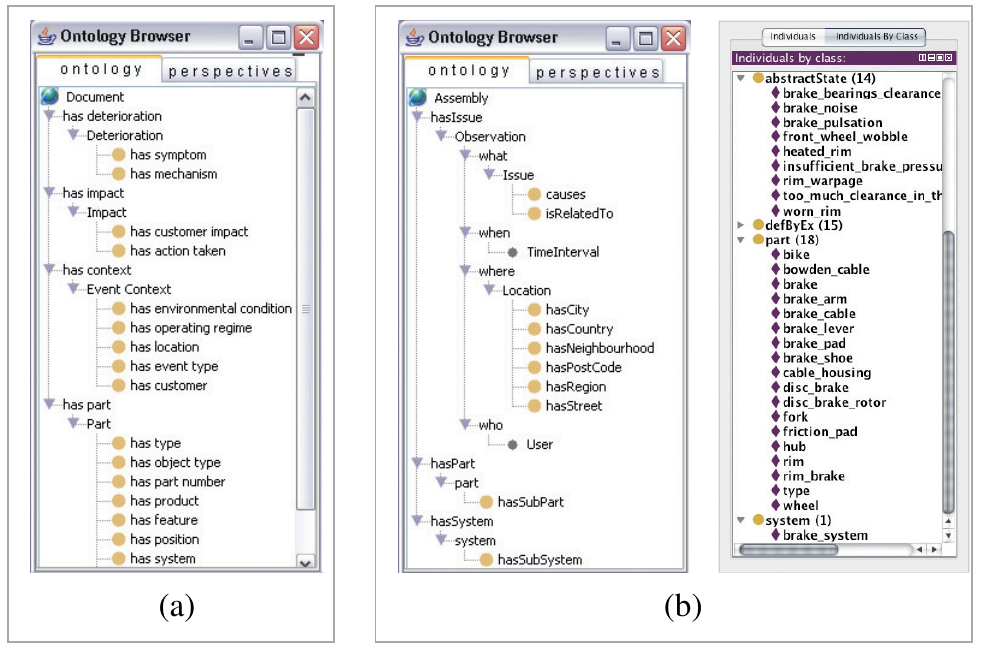 Ontology Browser
ontology perspectives
Document
has deterioration
Deterioration
has symptom
has mechanism
has impact
Impact
has customer impact
has action taken
has context
Event Context
has environmental condition
has operating regime
has location
has event type
has customer
has part
Part
has type
has object type
has part number
has product
has feature
has position
has system
(a)
Ontology Browser
ontology perspectives
Assembly
hasIssue
Observation
what
Issue
causes
isRelatedTo
when
TimeInterval
where
Location
hasCity
hasCountry
hasNeighbourhood
hasPostCode
hasRegion
hasStreet
who
User
hasPart
part
hasSubPart
hasSystem
system
hasSubSystem
Individuals Individuals By Class
Individuals by class:
abstractState (14)
brake_bearings_clearance
brake_noise
brake_pulsation
front_wheel_wobble
heated_rim
insufficient_brake_pressu
rim_warpage
too_much_clearance_in_th
worn_rim
defByEx (15)
part (18)
bike
bowden_cable
brake
brake_arm
brake_cable
brake_lever
brake_pad
brake_shoe
cable_housing
disc_brake
disc_brake_rotor
fork
friction_pad
hub
rim
rim_brake
type
wheel
system (1)
brake_system
(b)